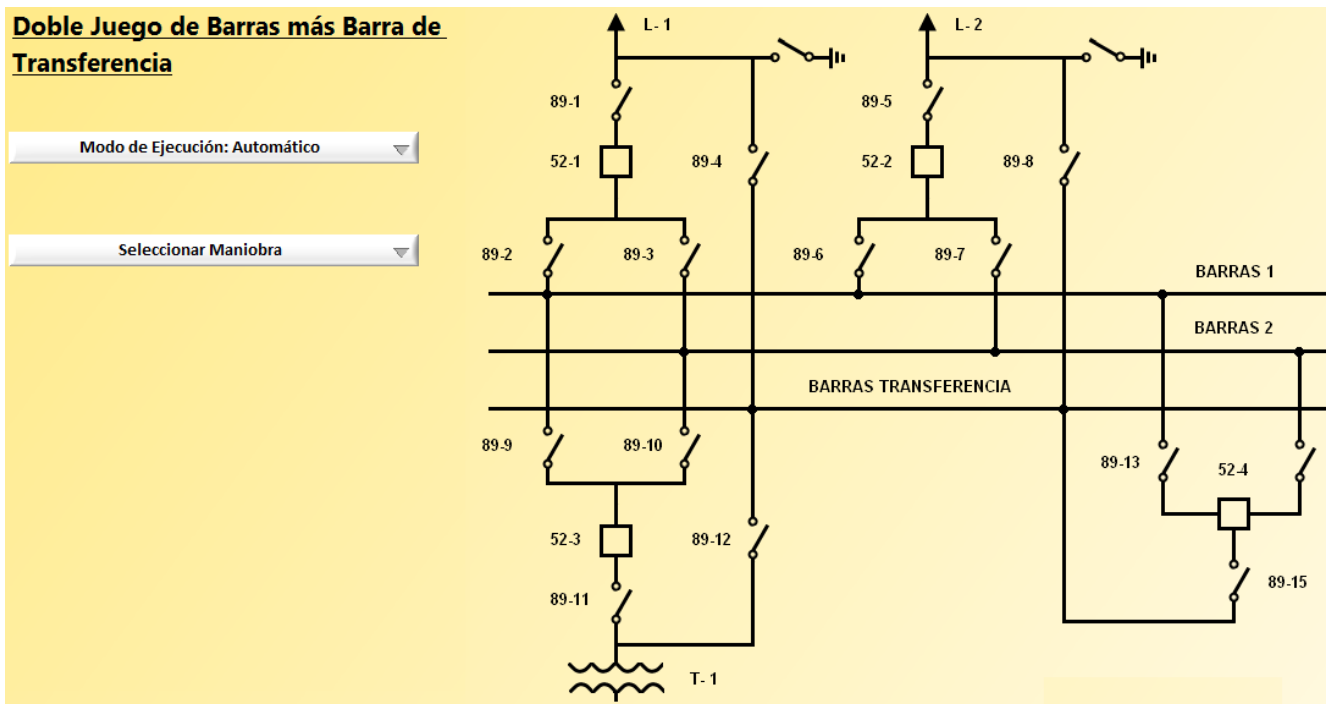 Doble Juego de Barras más Barra de
Transferencia
Modo de Ejecución: Automático
Seleccionar Maniobra
L- 1
L- 2
89-1
89-5
52-1
89-4
52-2
89-8
89-2
89-3
89-6
89-7
BARRAS 1
BARRAS 2
BARRAS TRANSFERENCIA
89-9
89-10
89-13
52-4
52-3
89-12
89-11
89-15
T- 1